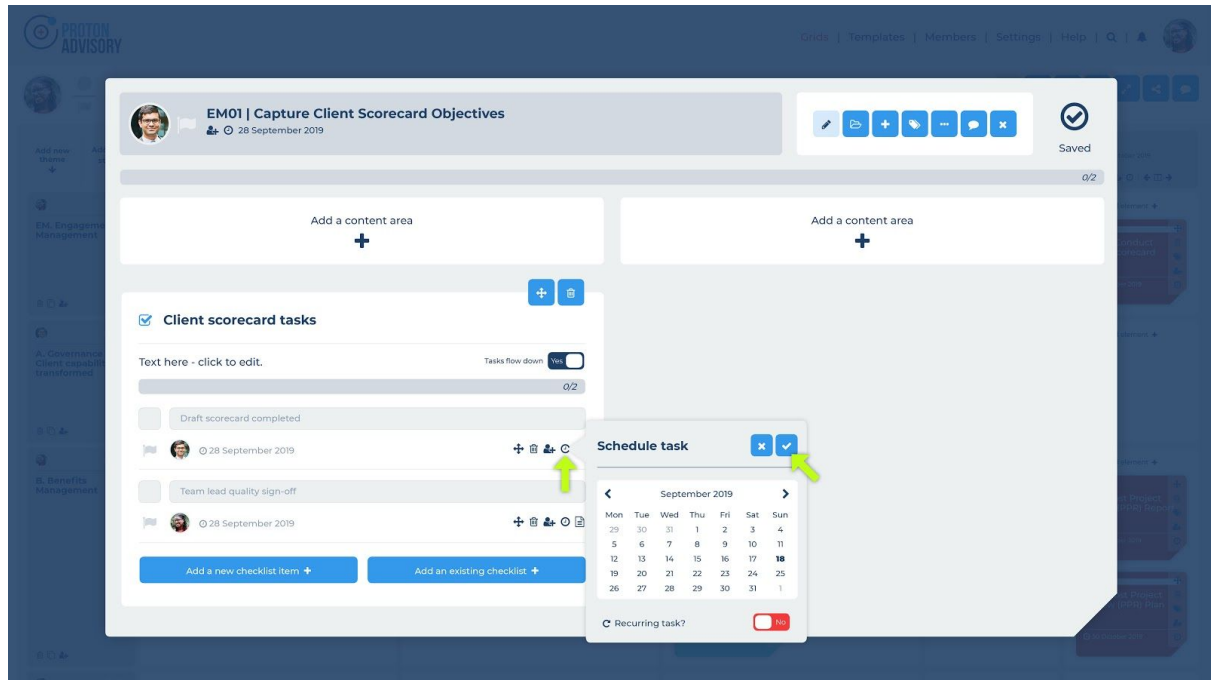 PROTON
ADVISORY
Grids | Templates | Members | Settings | Help
EM01 | Capture Client Scorecard Objectives
28 September 2019
Saved
0/2
Add new
theme
EM. Engageme
Management
A. Governance
Client capabilit
transformed
B. Benefits
Management
Add a content area
Add a content area
Client scorecard tasks
Text here - click to edit.
Tasks flow down Yes
0/2
Draft scorecard completed
28 September 2019
Team lead quality sign-off
28 September 2019
Add a new checklist item +
Add an existing checklist +
Schedule task
September 2019
Mon Tue Wed Thu Fri Sat Sun
29 30 31 1 2 3 4
5 6 7 8 9 10 11
12 13 14 15 16 17 18
19 20 21 22 23 24 25
26 27 28 29 30 31 1
Recurring task?
No